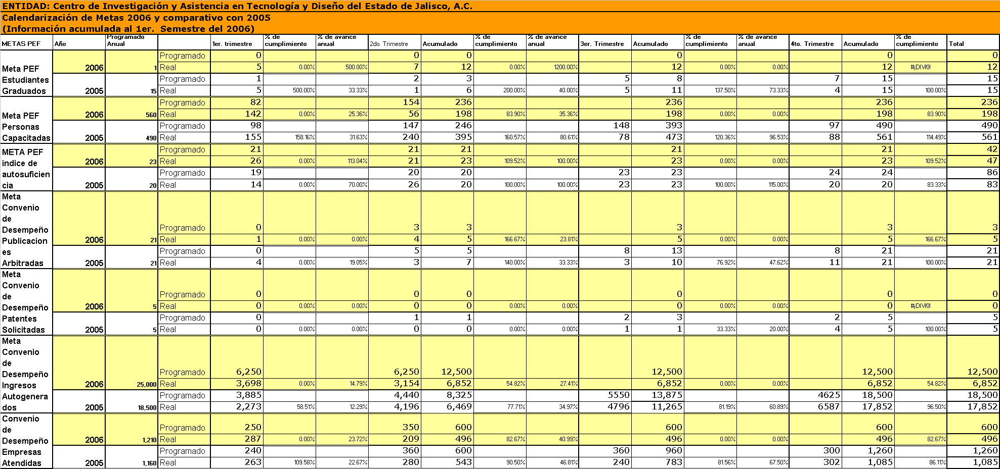 ENTIDAD: Centro de Investigación y Asistencia en Tecnología y Diseño del Estado de Jalisco, A.C.
Calendarización de Metas 2006 y comparativo con 2005
(Información acumulada al 1er.  Semestre del 2006)
METAS PEF Año Programado Anual 1er. trimestre % de cumplimiento % de avance anual 2do. Trimestre Acumulado % de cumplimiento % de avance anual 3er. Trimestre Acumulado % de cumplimiento % de avance anual 4to. Trimestre Acumulado % de cumplimiento Total
Meta PEF Estudiantes Graduados
Programado 0 0 0 0 0 0
2006 1 Real 5 0.00% 500.00% 7 12 0.00% 1200.00% 12 0.00% 0.00% 12 #¡DIV/0! 12
Programado 1 2 3 5 8 7 15 15
2005 15 Real 5 500.00% 33.33% 1 6 200.00% 40.00% 5 11 137.50% 73.33% 4 15 100.00% 15
Meta PEF Personas Capacitadas
Programado 82 154 236 236 236 236
2006 560 Real 142 0.00% 25.36% 56 198 83.90% 35.36% 198 0.00% 0.00% 198 83.90% 198
Programado 98 147 246 148 393 97 490 490
2005 490 Real 155 158.16% 31.63% 240 395 160.57% 80.61% 78 473 120.36% 96.53% 88 561 114.49% 561
META PEF indice de autosuficien cia
Programado 21 21 21 21 21 42
2006 23 Real 26 0.00% 113.04% 21 23 109.52% 100.00% 23 0.00% 0.00% 23 109.52% 47
Programado 19 20 20 23 23 24 24 86
2005 20 Real 14 0.00% 70.00% 26 20 100.00% 100.00% 23 23 100.00% 115.00% 20 20 83.33% 83
Meta Convenio de Desempeño Publicacion es Arbitradas
Programado 0 3 3 3 3 3
2006 21 Real 1 0.00% 0.00% 4 5 166.67% 23.81% 5 0.00% 0.00% 5 166.67% 5
Programado 0 5 5 8 13 8 21 21
2005 21 Real 4 0.00% 19.05% 3 7 140.00% 33.33% 3 10 76.92% 47.62% 11 21 100.00% 21
Meta Convenio de Desempeño Patentes Solicitadas
Programado 0 0 0 0 0 0
2006 5 Real 0 0.00% 0.00% 0 0 0.00% 0.00% 0 0.00% 0.00% 0 #¡DIV/0! 0
Programado 0 1 1 2 3 2 5 5
2005 5 Real 0 0.00% 0.00% 0 0 0.00% 0.00% 1 1 33.33% 20.00% 4 5 100.00% 5
Meta Convenio de Desempeño Ingresos Autogenera dos
Programado 6,250 6,250 12,500 12,500 12,500 12,500
2006 25,000 Real 3,698 0.00% 14.79% 3,154 6,852 54.82% 27.41% 6,852 0.00% 0.00% 6,852 54.82% 6,852
Programado 3,885 4,440 8,325 5550 13,875 4625 18,500 18,500
2005 18,500 Real 2,273 58.51% 12.29% 4,196 6,469 77.71% 34.97% 4796 11,265 81.19% 60.89% 6587 17,852 96.50% 17,852
Convenio de Desempeño Empresas Atendidas
Programado 250 350 600 600 600 600
2006 1,210 Real 287 0.00% 23.72% 209 496 82.67% 40.99% 496 0.00% 0.00% 496 82.67% 496
Programado 240 360 600 360 960 300 1,260 1,260
2005 1,160 Real 263 109.58% 22.67% 280 543 90.50% 46.81% 240 783 81.56% 67.50% 302 1,085 86.11% 1,085